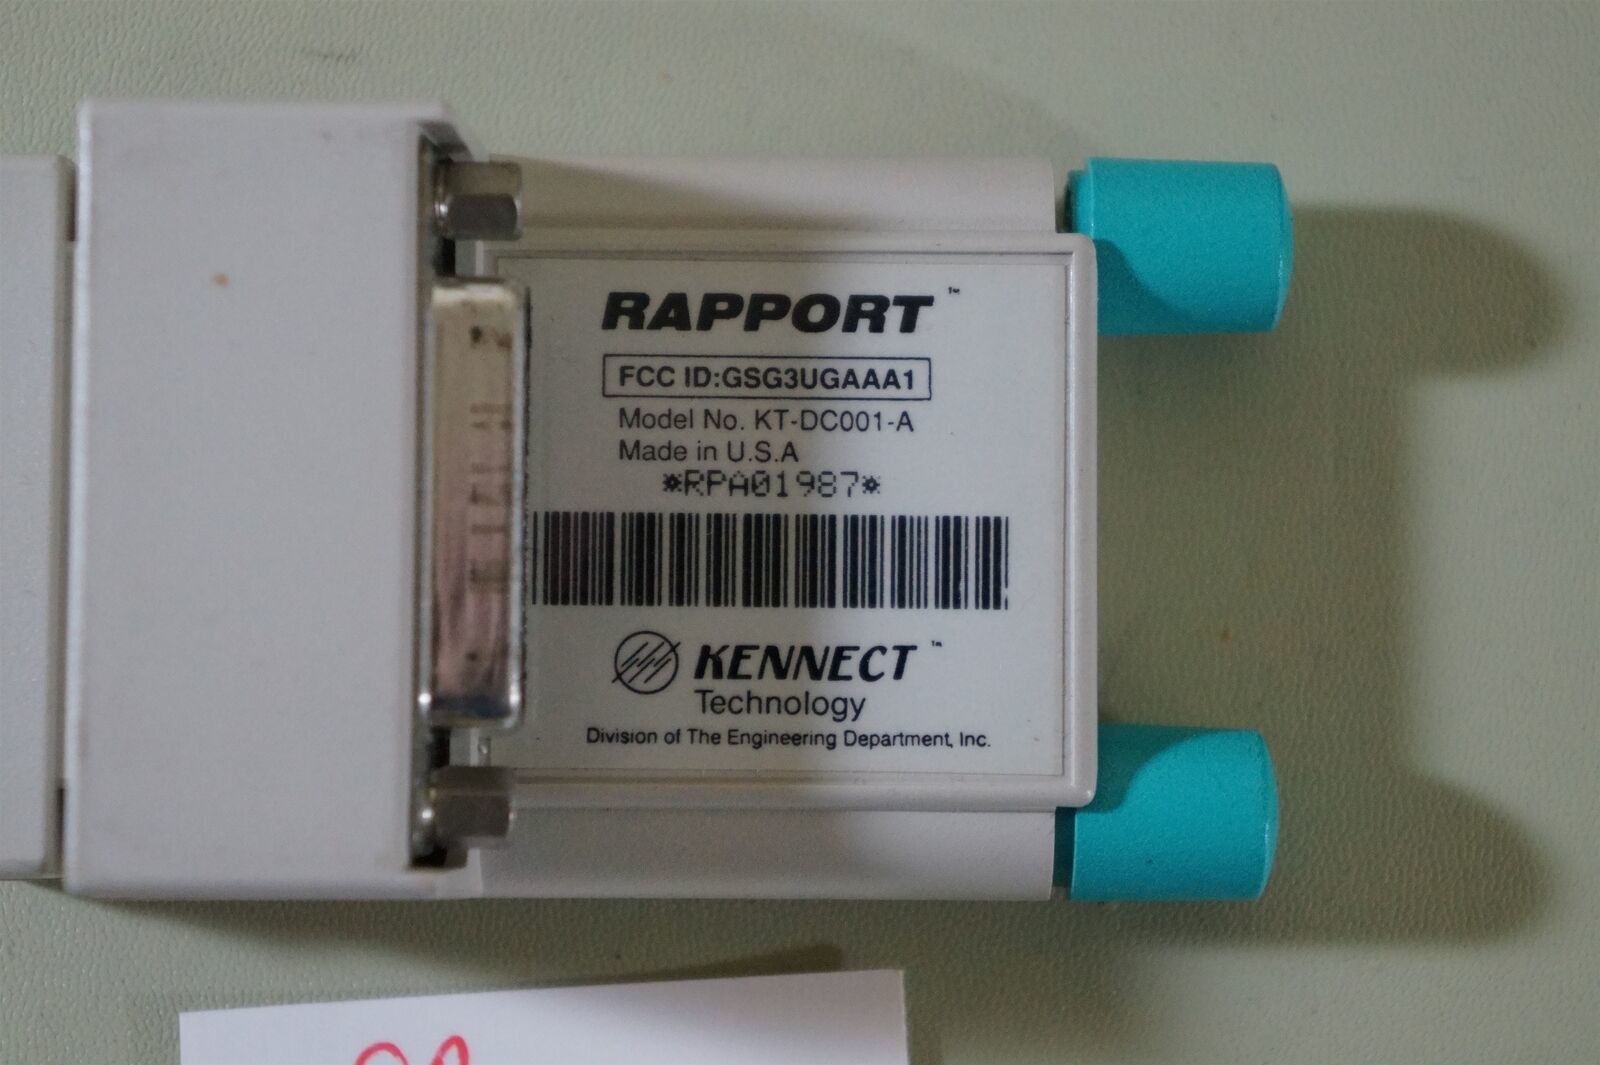 RAPPORT™
FCC ID:GSG3UGAAA1
Model No. KT-DC001-A
Made in U.S.A
*RPA01987*
KENNECT™
Technology
Division of The Engineering Department, Inc.